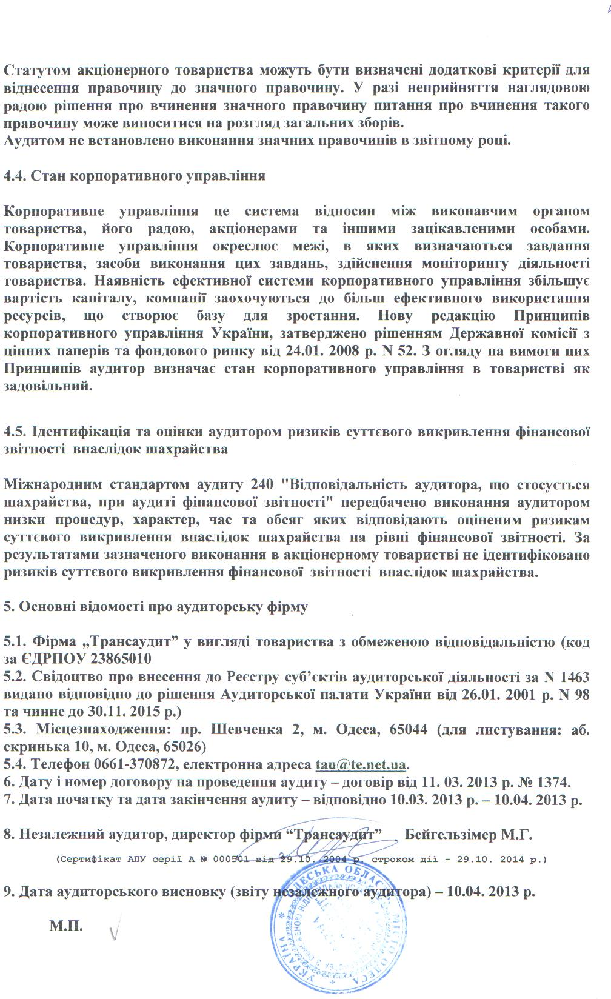 Статутом акціонерного товариства можуть бути визначені додаткові критерії для
віднесення правочину до значного правочину. У разі неприйняття наглядовою
радою рішення про вчинення значного правочину питання про вчинення такого
правочину може виноситися на розгляд загальних зборів.
Аудитом не встановлено виконання значних правочинів в звітному році.
4.4. Стан корпоративного управління
Корпоративне управління це система відносин між виконавчим органом
товариства, його радою, акціонерами та іншими зацікавленими особами.
Корпоративне управління окреслює межі, в яких визначаються завдання
товариства, засоби виконання цих завдань, здійснення моніторингу діяльності
товариства. Наявність ефективної системи корпоративного управління збільшує
вартість капіталу, компанії заохочуються до більш ефективного використання
ресурсів, що створює базу для зростання. Нову редакцію Принципів
корпоративного управління України, затверджено рішенням Державної комісії з
цінних паперів та фондового ринку від 24.01. 2008 р. N 52. З огляду на вимоги цих
Принципів аудитор визначає стан корпоративного управління в товаристві як
задовільний.
4.5. Ідентифікація та оцінки аудитором ризиків суттєвого викривлення фінансової
звітності внаслідок шахрайства
Міжнародним стандартом аудиту 240 "Відповідальність аудитора, що стосується
шахрайства, при аудиті фінансової звітності" передбачено виконання аудитором
низки процедур, характер, час та обсяг яких відповідають оціненим ризикам
суттєвого викривлення внаслідок шахрайства на рівні фінансової звітності. За
результатами зазначеного виконання в акціонерному товаристві не ідентифіковано
ризиків суттєвого викривлення фінансової звітності внаслідок шахрайства.
5. Основні відомості про аудиторську фірму
5.1. Фірма „Трансаудит” у вигляді товариства з обмеженою відповідальністю (код
за ЄДРПОУ 23865010
5.2. Свідоцтво про внесення до Реєстру суб’єктів аудиторської діяльності за N 1463
видано відповідно до рішення Аудиторської палати України від 26.01. 2001 р. N 98
та чинне до 30.11. 2015 р.)
5.3. Місцезнаходження: пр. Шевченка 2, м. Одеса, 65044 (для листування: аб.
скринька 10, м. Одеса, 65026)
5.4. Телефон 0661-370872, електронна адреса tau@te.net.ua.
6. Дату і номер договору на проведення аудиту – договір від 11. 03. 2013 р. № 1374.
7. Дата початку та дата закінчення аудиту – відповідно 10.03. 2013 р. – 10.04. 2013 р.
8. Незалежний аудитор, директор фірми “Трансаудит” Бейгельзімер М.Г.
(Сертифікат АПУ серії А № 000501 від 29.10. 2004 р. строком дії – 29.10. 2014 р.)
9. Дата аудиторського висновку (звіту незалежного аудитора) – 10.04. 2013 р.
М.П.
УКРАЇНА * ОДЕСЬКА ОБЛАСТЬ, МІСТО ОДЕСА *